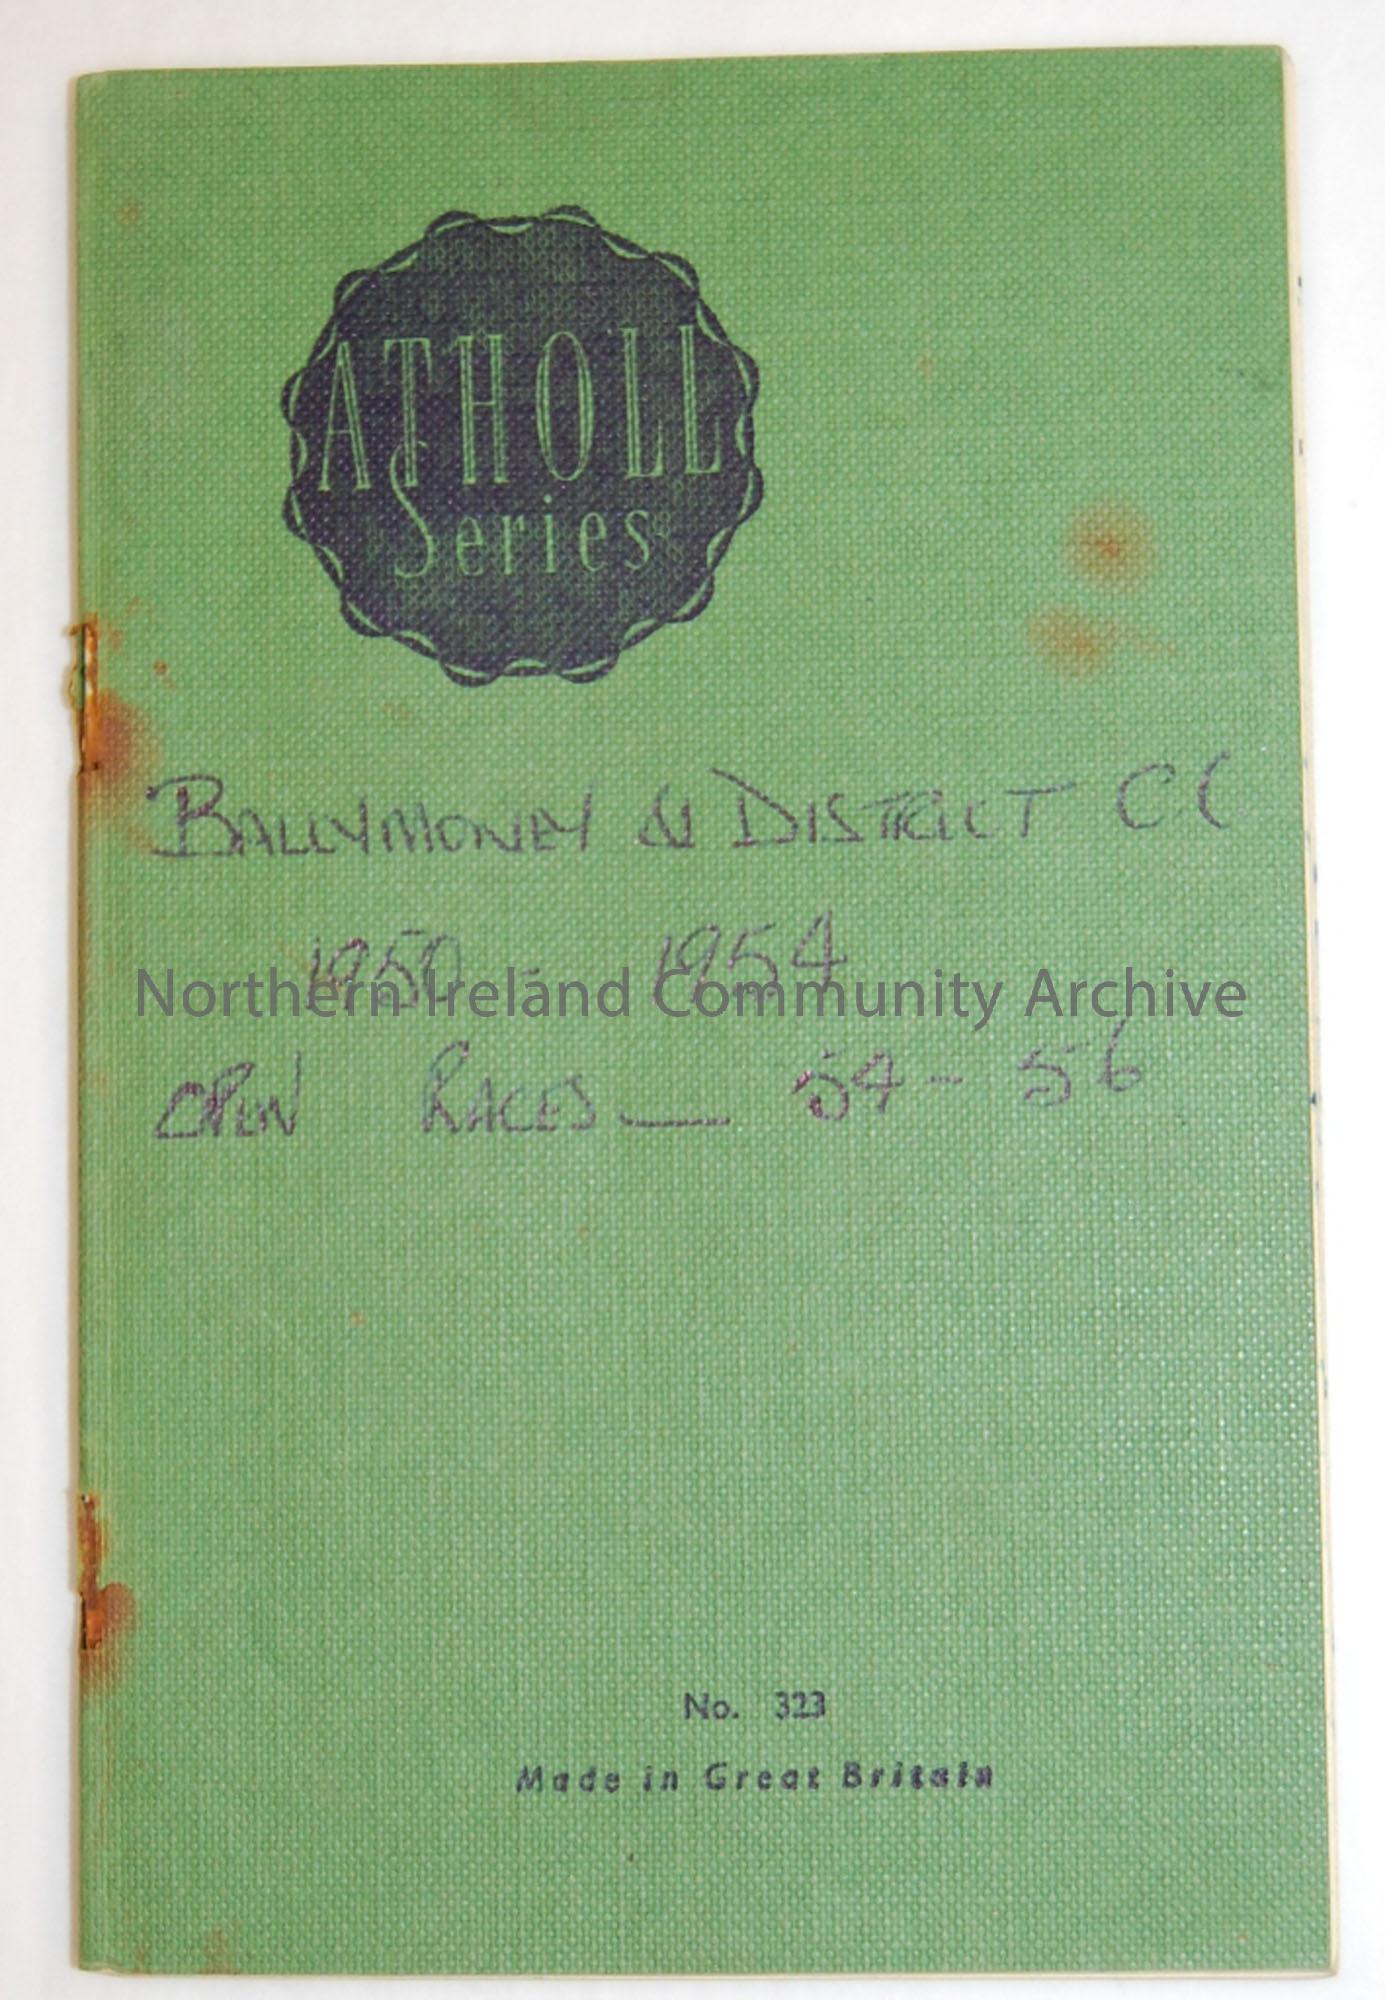 ATHOLL
Series
BALLYMONEY & DISTRICT C.C
1950 - 1954
Northern Ireland Community Archive
OPEN RACES — 54 - 56
No. 323
Made in Great Britain